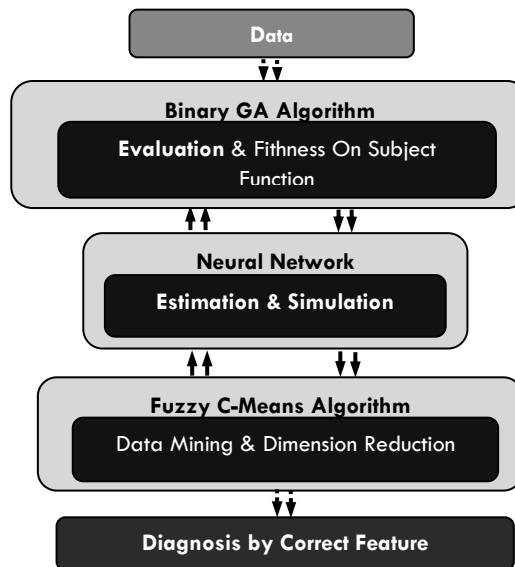 Data
Binary GA Algorithm
Evaluation & Fithness On Subject
Function
Neural Network
Estimation & Simulation
Fuzzy C-Means Algorithm
Data Mining & Dimension Reduction
Diagnosis by Correct Feature